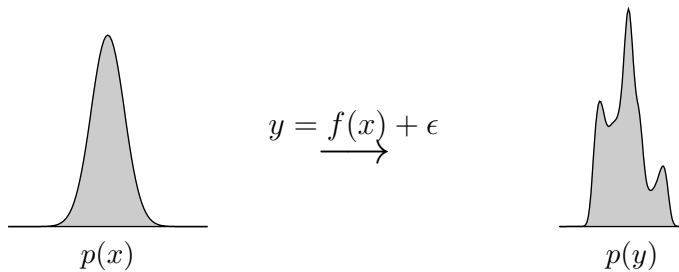 y = f(x) + ϵ
p(x)
p(y)